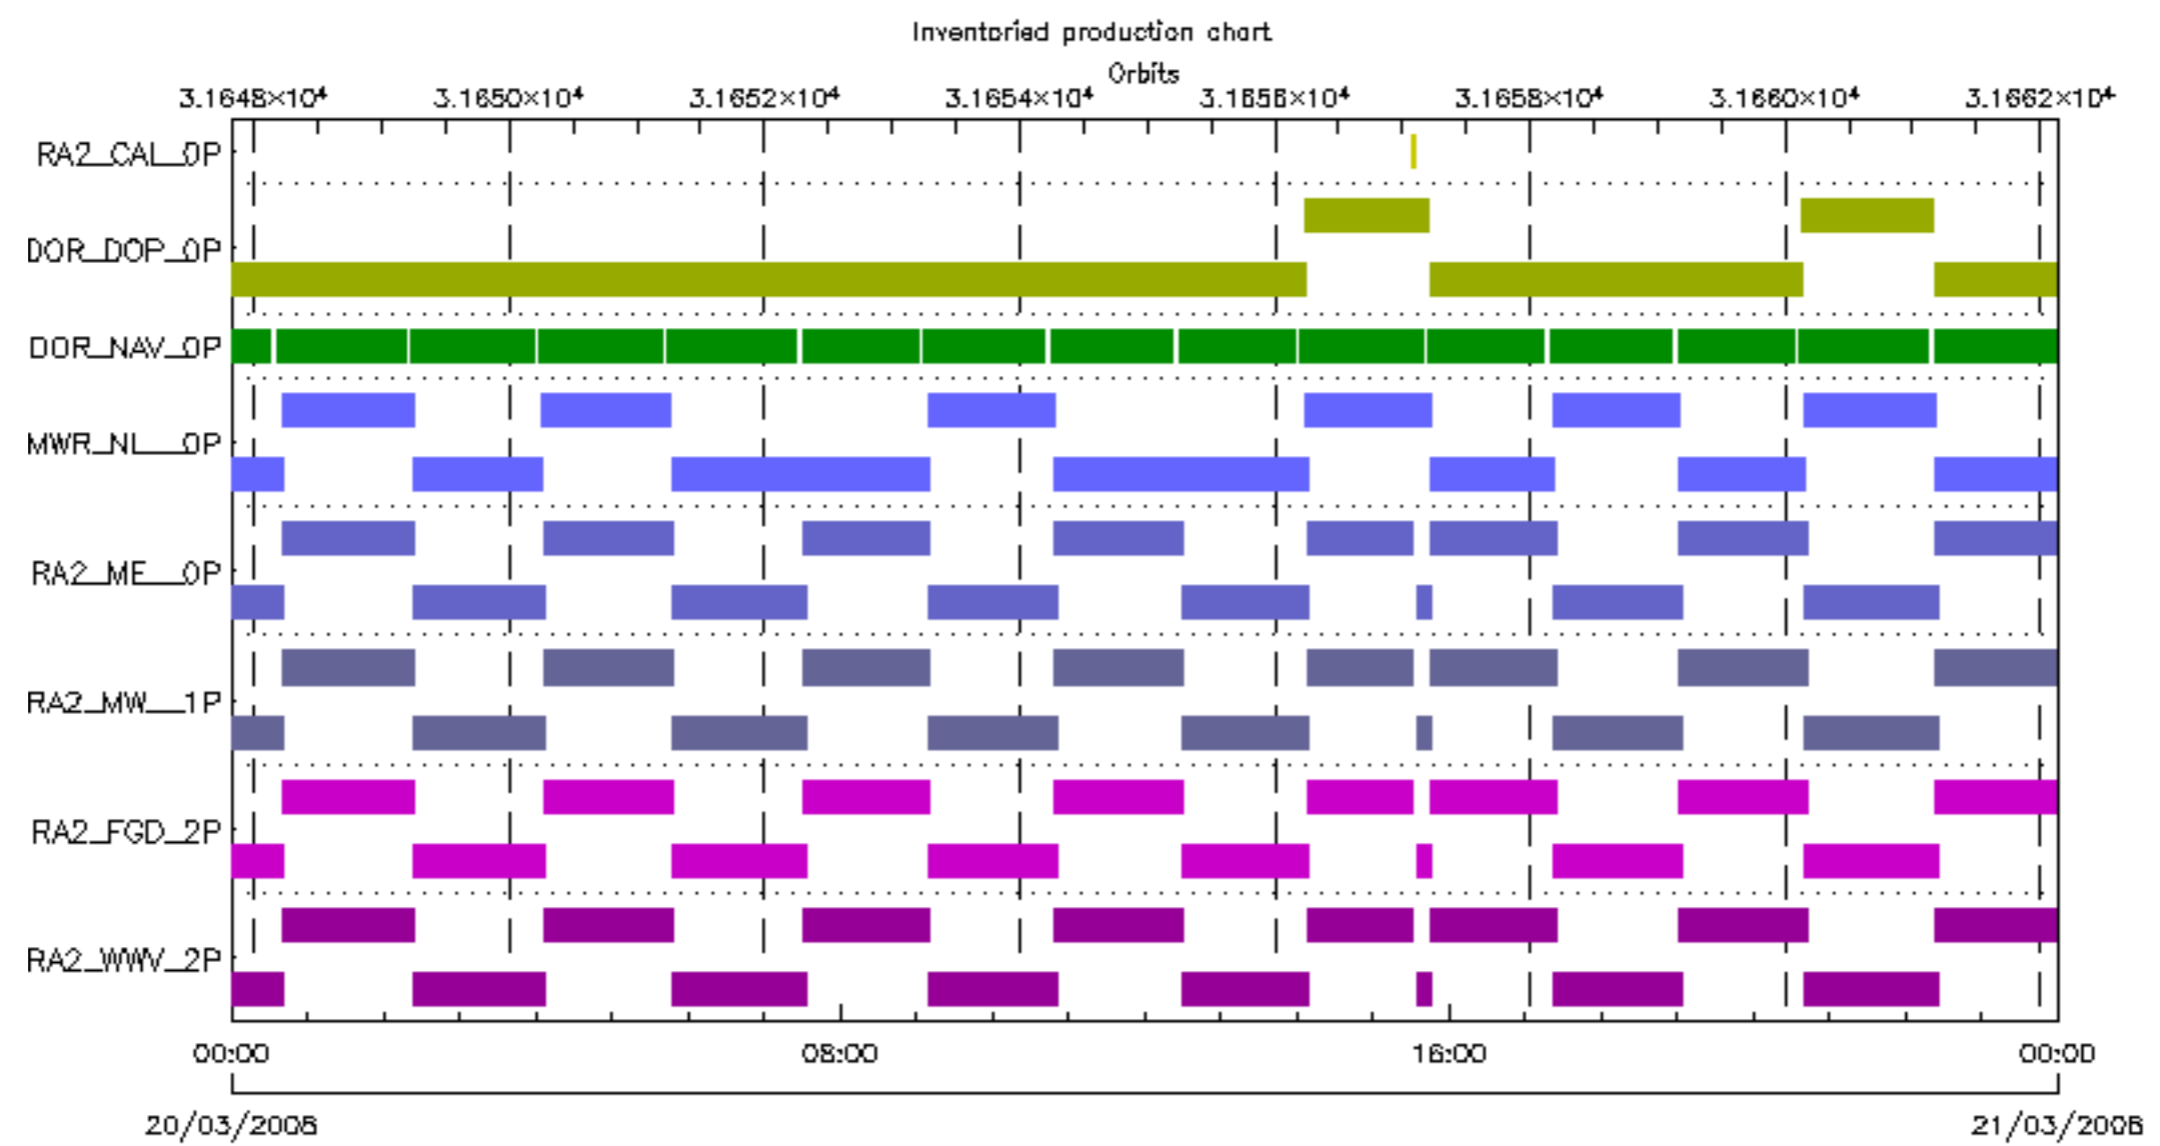 Inventoried production chart
Orbits
3.1648×10⁴ 3.1650×10⁴ 3.1652×10⁴ 3.1654×10⁴ 3.1656×10⁴ 3.1658×10⁴ 3.1660×10⁴ 3.1662×10⁴
RA2_CAL_0P
DOR_DOP_0P
DOR_NAV_0P
MWR_NL__0P
RA2_ME__0P
RA2_MW__1P
RA2_FGD_2P
RA2_WWV_2P
00:00 08:00 16:00 00:00
20/03/2008 21/03/2008